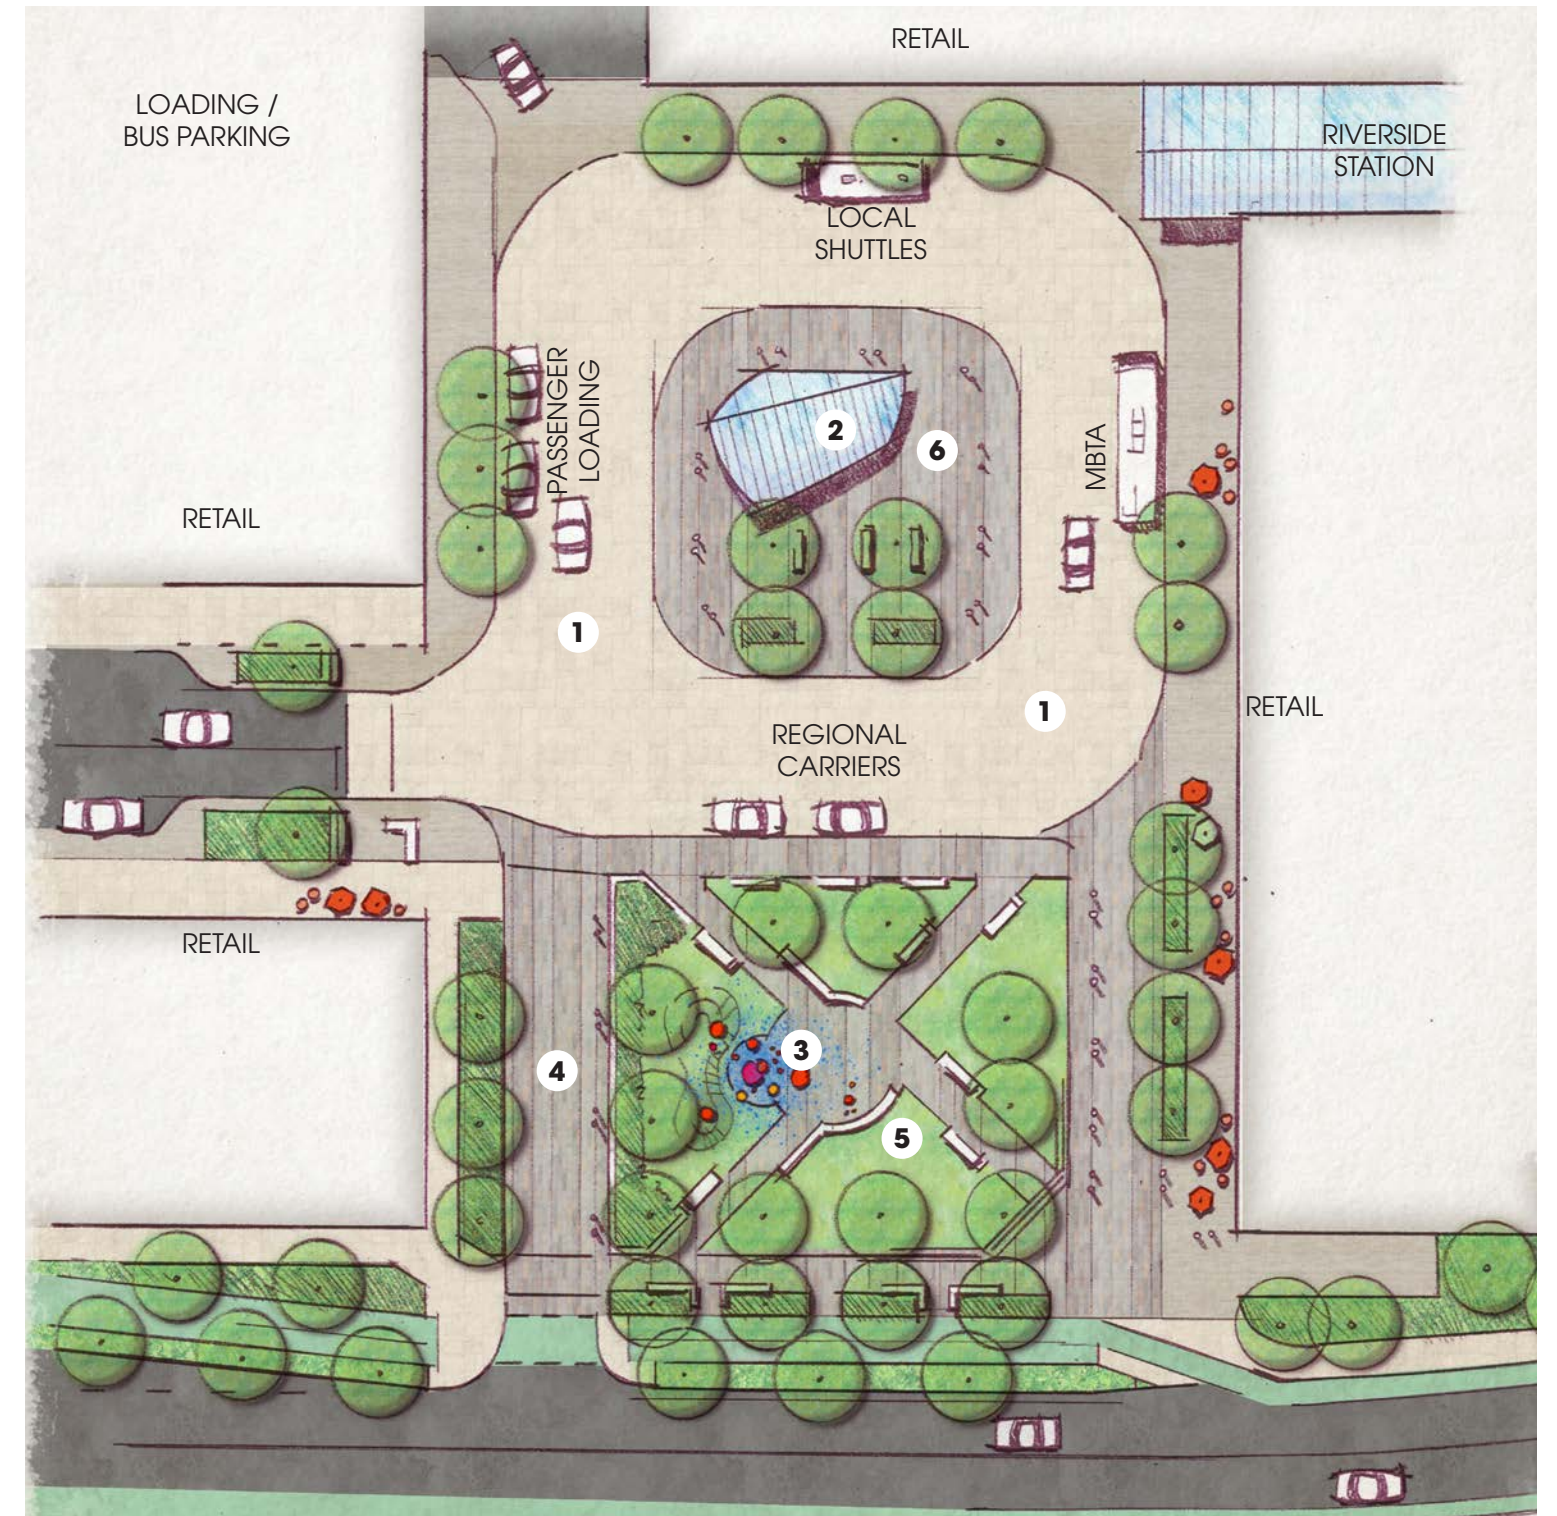 RETAIL
LOADING /
BUS PARKING
RIVERSIDE
STATION
LOCAL
SHUTTLES
PASSENGER
LOADING
2
6
MBTA
RETAIL
1
1
RETAIL
REGIONAL
CARRIERS
RETAIL
3
4
5